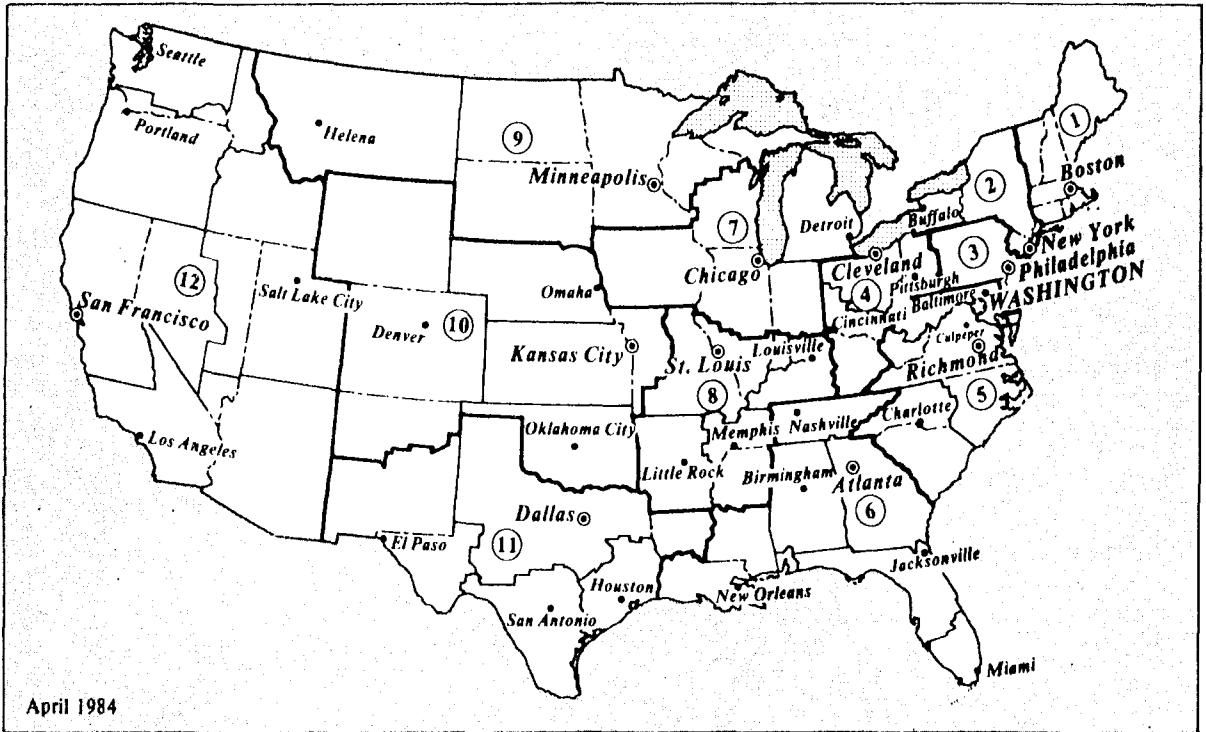 Seattle
Portland
Helena
9
Minneapolis
1
Boston
2
Buffalo
Detroit
7
Chicago
Cleveland
4
Pittsburgh
3
New York
Philadelphia
WASHINGTON
Baltimore
Cincinnati
12
San Francisco
Salt Lake City
Omaha
Denver
10
Kansas City
St. Louis
Louisville
8
Culpeper
Richmond
5
Charlotte
Los Angeles
Oklahoma City
Memphis
Nashville
Little Rock
Birmingham
Atlanta
6
Dallas
11
El Paso
Houston
San Antonio
New Orleans
Jacksonville
Miami
April 1984